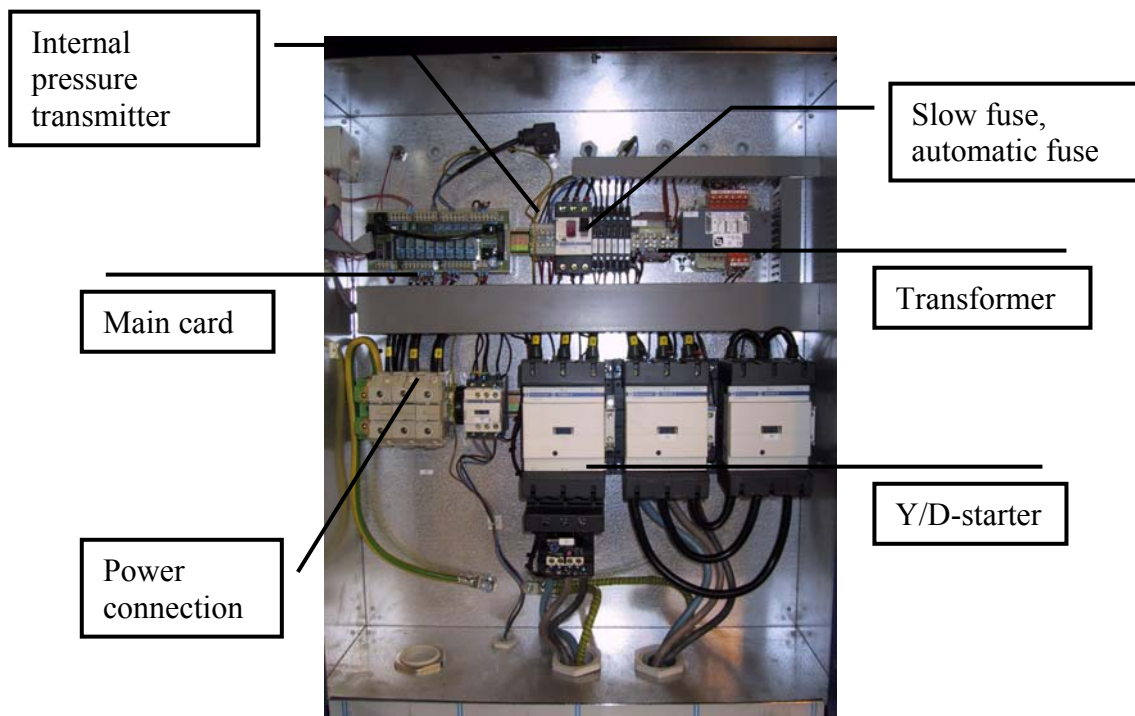 Internal
pressure
transmitter
Slow fuse,
automatic fuse
Main card
Transformer
Y/D-starter
Power
connection